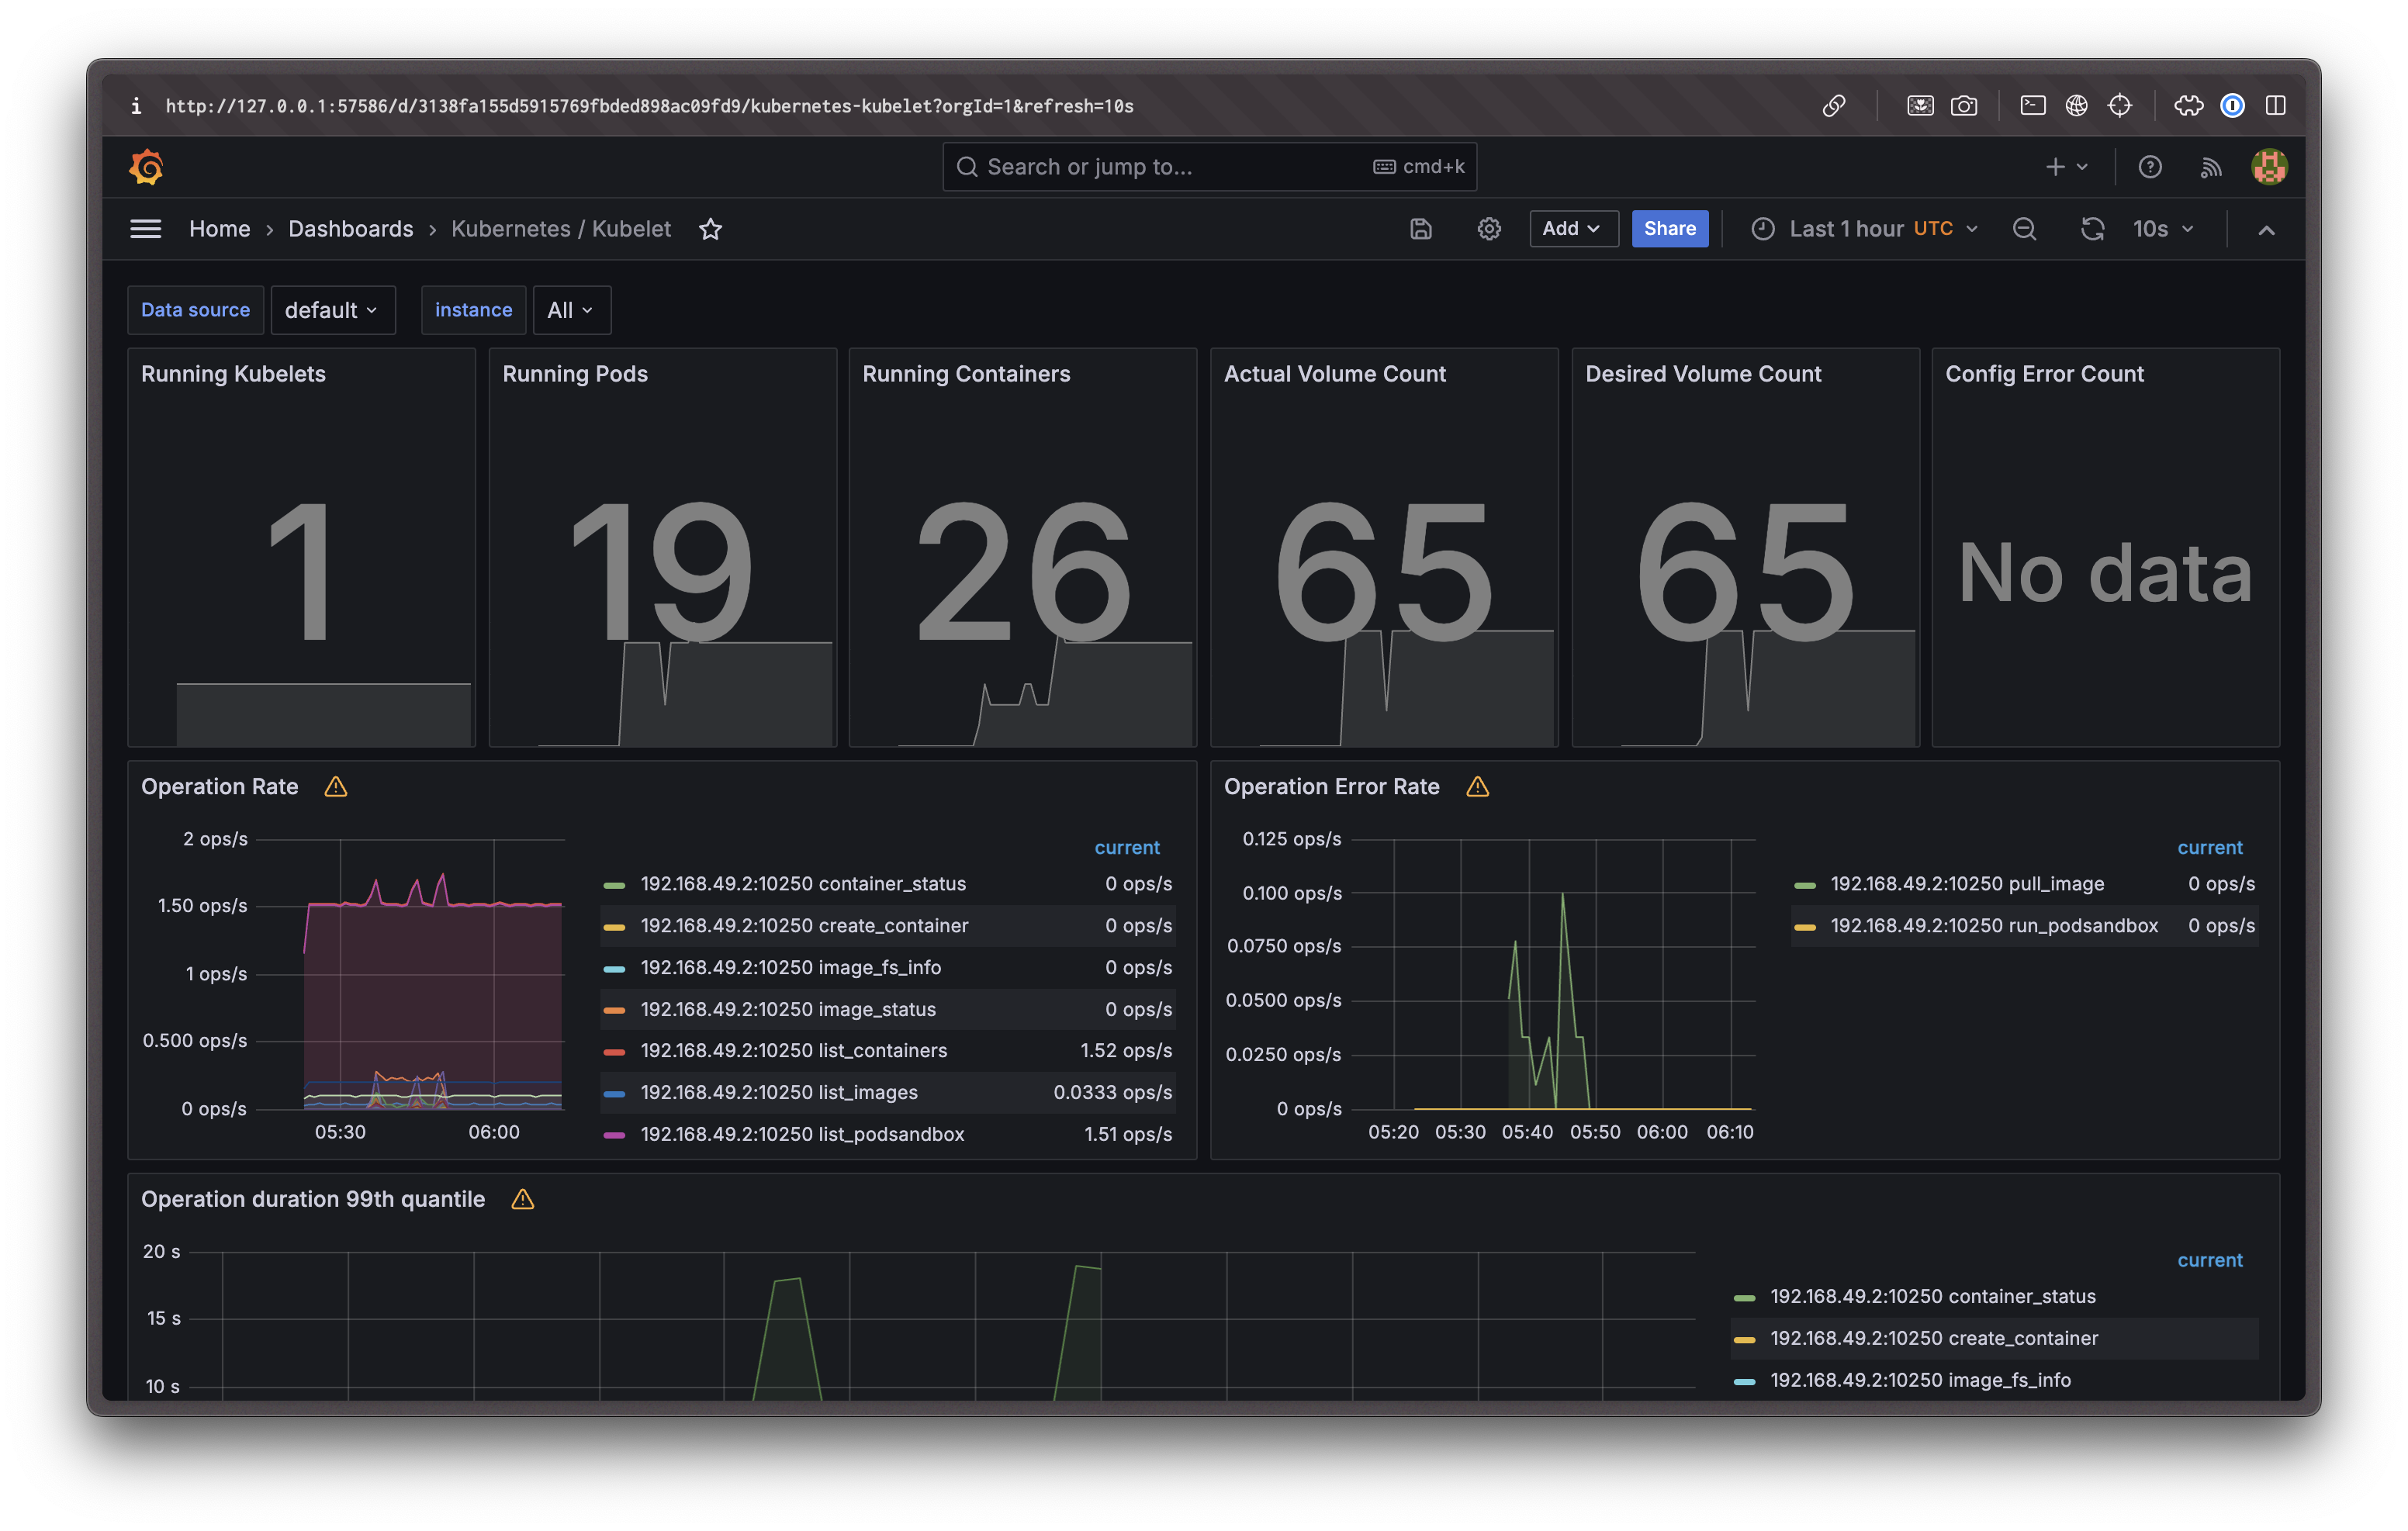 i http://127.0.0.1:57586/d/3138fa155d5915769fbded898ac09fd9/kubernetes-kubelet?orgId=1&refresh=10s
Search or jump to... cmd+k
Home › Dashboards › Kubernetes / Kubelet Add Share Last 1 hour UTC 10s
Data source default instance All
Running Kubelets
1
Running Pods
19
Running Containers
26
Actual Volume Count
65
Desired Volume Count
65
Config Error Count
No data
Operation Rate
2 ops/s
1.50 ops/s
1 ops/s
0.500 ops/s
0 ops/s
05:30 06:00
current
192.168.49.2:10250 container_status 0 ops/s
192.168.49.2:10250 create_container 0 ops/s
192.168.49.2:10250 image_fs_info 0 ops/s
192.168.49.2:10250 image_status 0 ops/s
192.168.49.2:10250 list_containers 1.52 ops/s
192.168.49.2:10250 list_images 0.0333 ops/s
192.168.49.2:10250 list_podsandbox 1.51 ops/s
Operation Error Rate
0.125 ops/s
0.100 ops/s
0.0750 ops/s
0.0500 ops/s
0.0250 ops/s
0 ops/s
05:20 05:30 05:40 05:50 06:00 06:10
current
192.168.49.2:10250 pull_image 0 ops/s
192.168.49.2:10250 run_podsandbox 0 ops/s
Operation duration 99th quantile
20 s
15 s
10 s
current
192.168.49.2:10250 container_status
192.168.49.2:10250 create_container
192.168.49.2:10250 image_fs_info